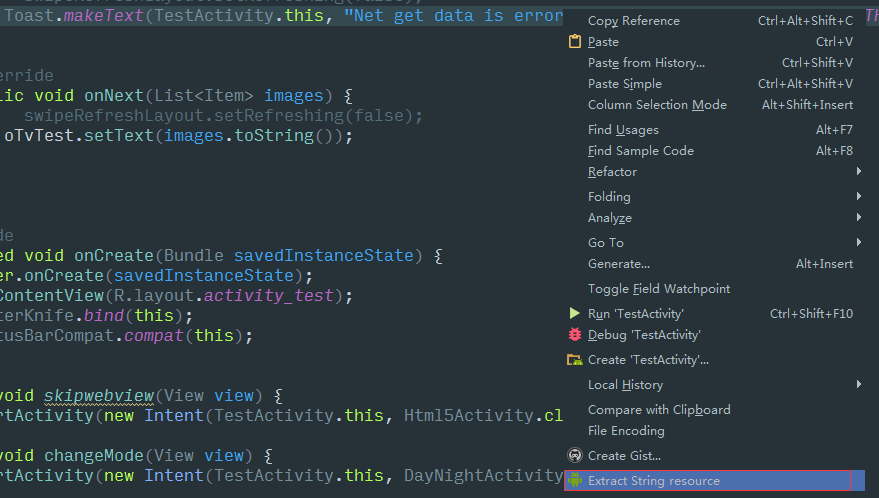 Toast.makeText(TestActivity.this, "Net get data is error
erride
lic void onNext(List<Item> images) {
swipeRefreshLayout.setRefreshing(false);
oTvTest.setText(images.toString());
de
ed void onCreate(Bundle savedInstanceState) {
er.onCreate(savedInstanceState);
ContentView(R.layout.activity_test);
terKnife.bind(this);
tusBarCompat.compat(this);
void skipwebview(View view) {
rtActivity(new Intent(TestActivity.this, Html5Activity.cl
void changeMode(View view) {
rtActivity(new Intent(TestActivity.this, DayNightActivity
Copy Reference Ctrl+Alt+Shift+C
Paste Ctrl+V
Paste from History... Ctrl+Shift+V
Paste Simple Ctrl+Alt+Shift+V
Column Selection Mode Alt+Shift+Insert
Find Usages Alt+F7
Find Sample Code Alt+F8
Refactor
Folding
Analyze
Go To
Generate... Alt+Insert
Toggle Field Watchpoint
Run 'TestActivity' Ctrl+Shift+F10
Debug 'TestActivity'
Create 'TestActivity'...
Local History
Compare with Clipboard
File Encoding
Create Gist...
Extract String resource